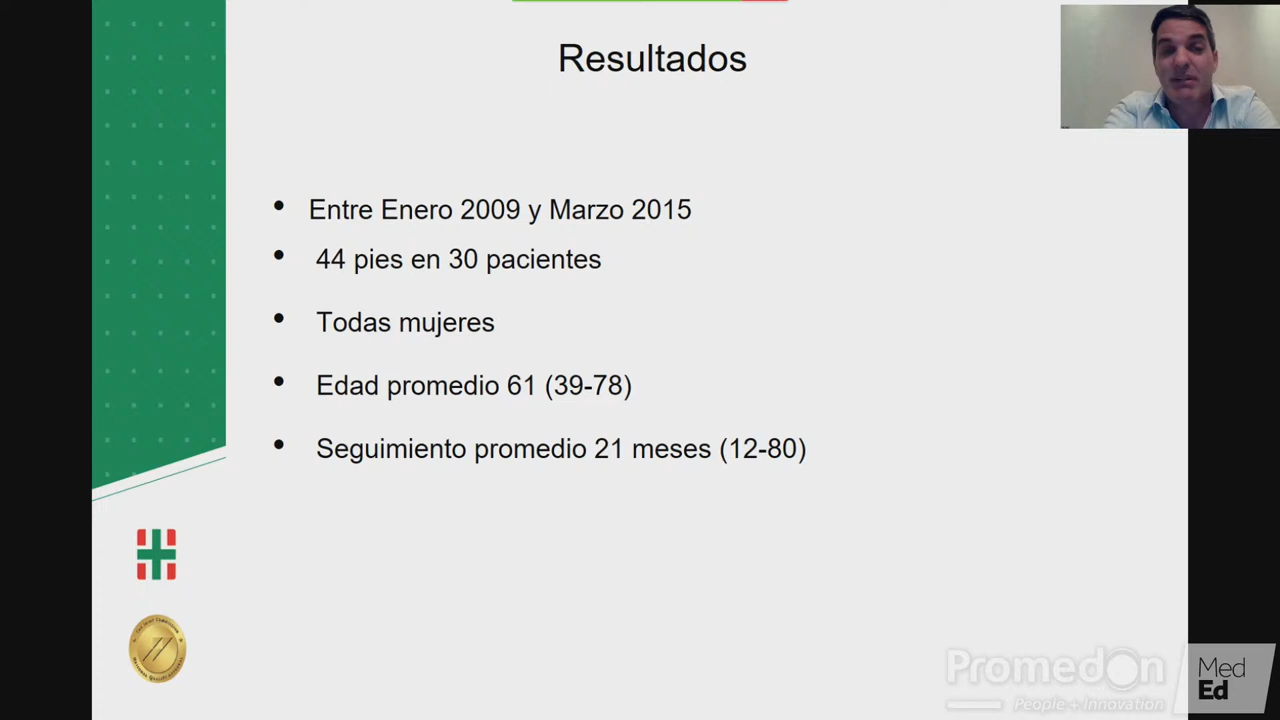 Resultados
• Entre Enero 2009 y Marzo 2015
• 44 pies en 30 pacientes
• Todas mujeres
• Edad promedio 61 (39-78)
• Seguimiento promedio 21 meses (12-80)
Promedon
People + Innovation
Med
Ed